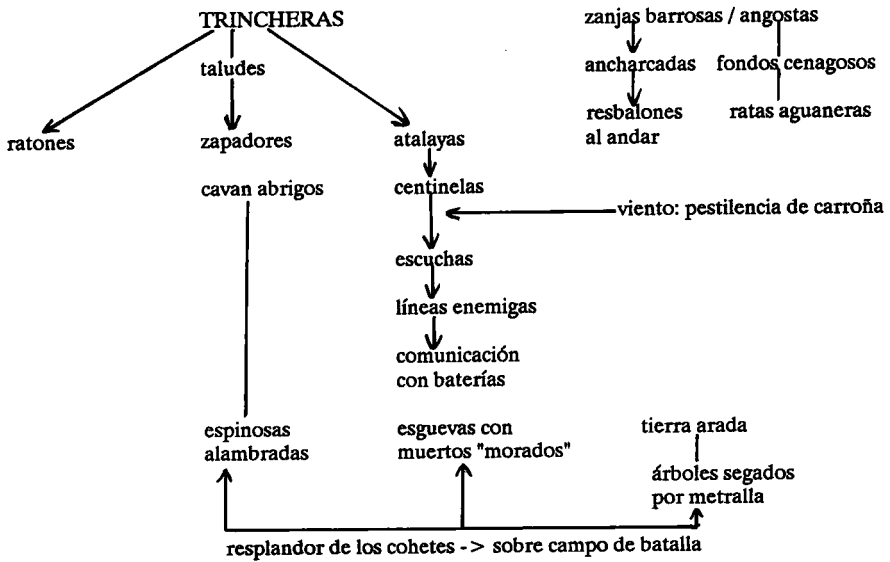 TRINCHERAS
zanjas barrosas / angostas
taludes
ancharcadas
fondos cenagosos
resbalones
al andar
ratas aguaneras
ratones
zapadores
atalayas
cavan abrigos
centinelas
viento: pestilencia de carroña
escuchas
líneas enemigas
comunicación
con baterías
espinosas
alambradas
esguevas con
muertos "morados"
tierra arada
árboles segados
por metralla
resplandor de los cohetes -> sobre campo de batalla